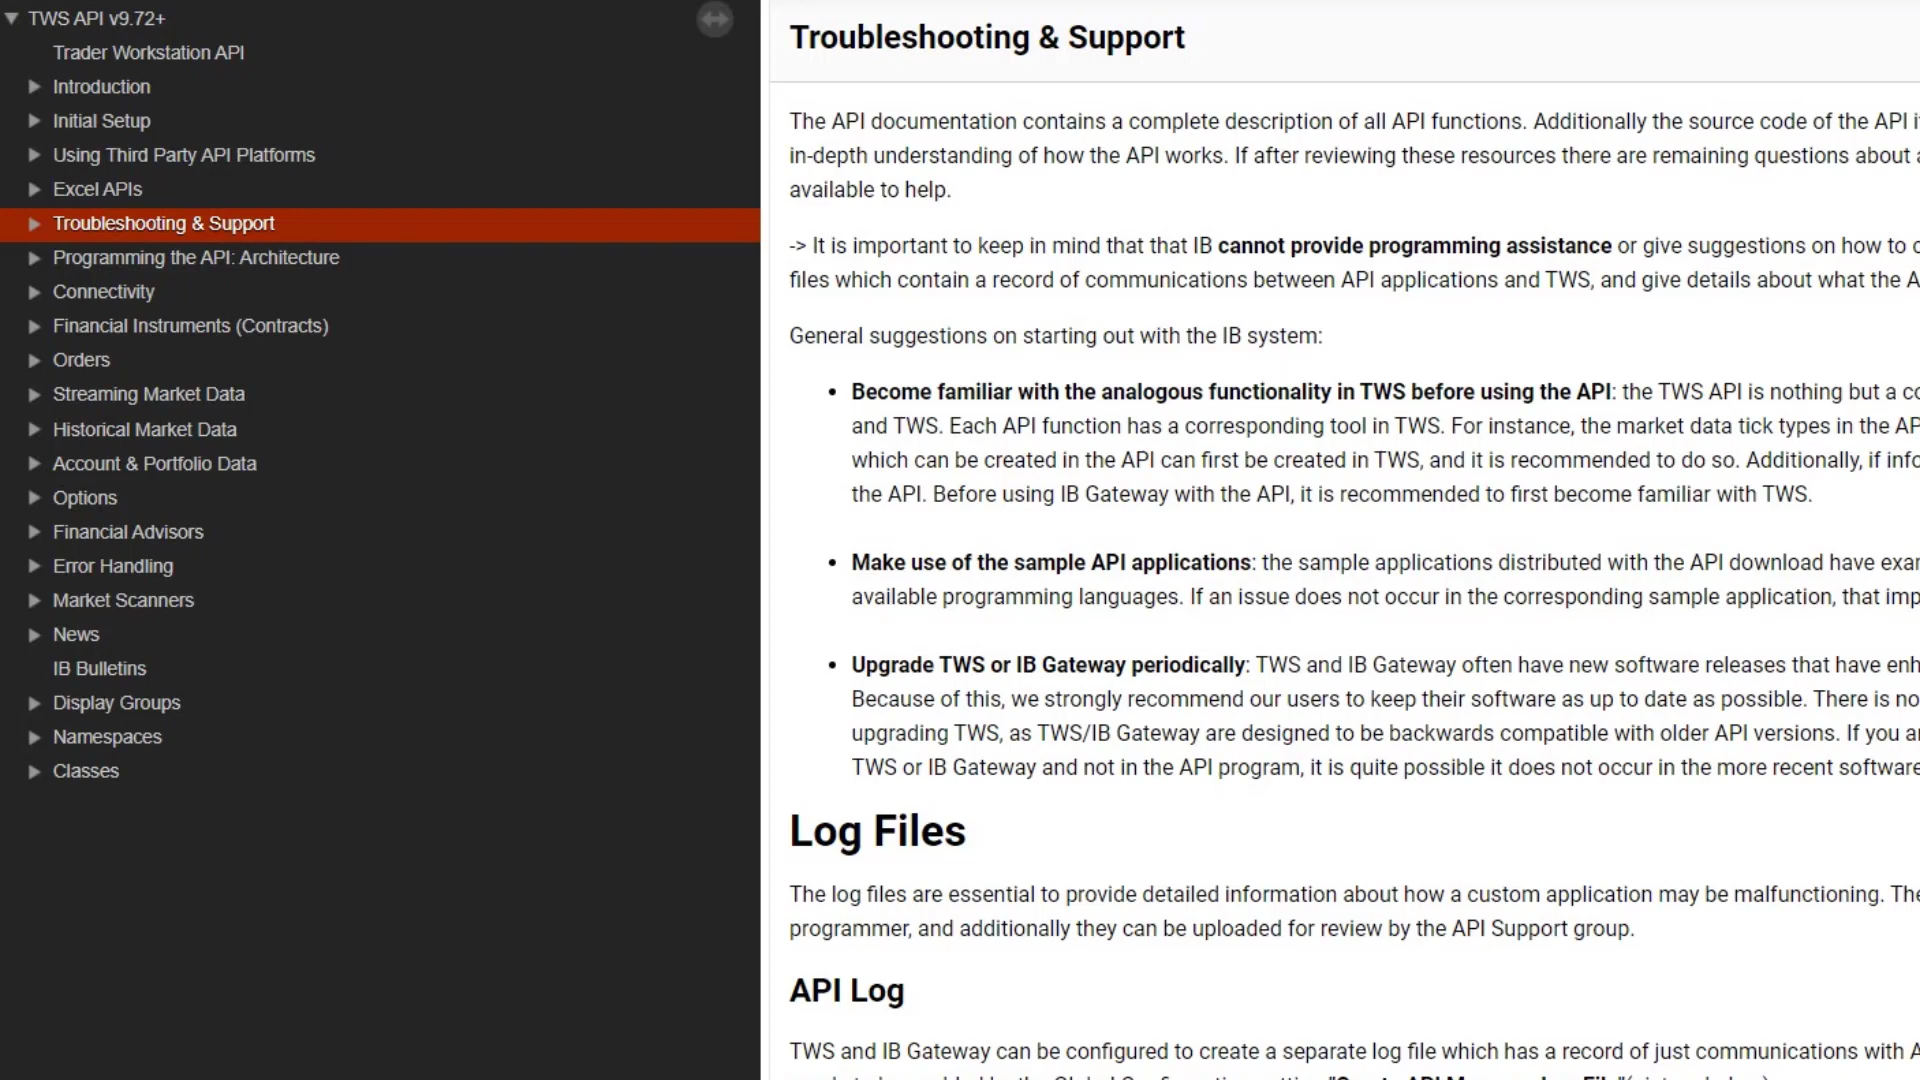 TWS API v9.72+
Trader Workstation API
Introduction
Initial Setup
Using Third Party API Platforms
Excel APIs
Troubleshooting & Support
Programming the API: Architecture
Connectivity
Financial Instruments (Contracts)
Orders
Streaming Market Data
Historical Market Data
Account & Portfolio Data
Options
Financial Advisors
Error Handling
Market Scanners
News
IB Bulletins
Display Groups
Namespaces
Classes
Troubleshooting & Support
The API documentation contains a complete description of all API functions. Additionally the source code of the API
in-depth understanding of how the API works. If after reviewing these resources there are remaining questions about
available to help.
-> It is important to keep in mind that that IB cannot provide programming assistance or give suggestions on how to
files which contain a record of communications between API applications and TWS, and give details about what the
General suggestions on starting out with the IB system:
• Become familiar with the analogous functionality in TWS before using the API: the TWS API is nothing but a
and TWS. Each API function has a corresponding tool in TWS. For instance, the market data tick types in the
which can be created in the API can first be created in TWS, and it is recommended to do so. Additionally, if
the API. Before using IB Gateway with the API, it is recommended to first become familiar with TWS.
• Make use of the sample API applications: the sample applications distributed with the API download have
available programming languages. If an issue does not occur in the corresponding sample application, that
• Upgrade TWS or IB Gateway periodically: TWS and IB Gateway often have new software releases that have
Because of this, we strongly recommend our users to keep their software as up to date as possible. There is
upgrading TWS, as TWS/IB Gateway are designed to be backwards compatible with older API versions. If you
TWS or IB Gateway and not in the API program, it is quite possible it does not occur in the more recent software
Log Files
The log files are essential to provide detailed information about how a custom application may be malfunctioning.
programmer, and additionally they can be uploaded for review by the API Support group.
API Log
TWS and IB Gateway can be configured to create a separate log file which has a record of just communications with